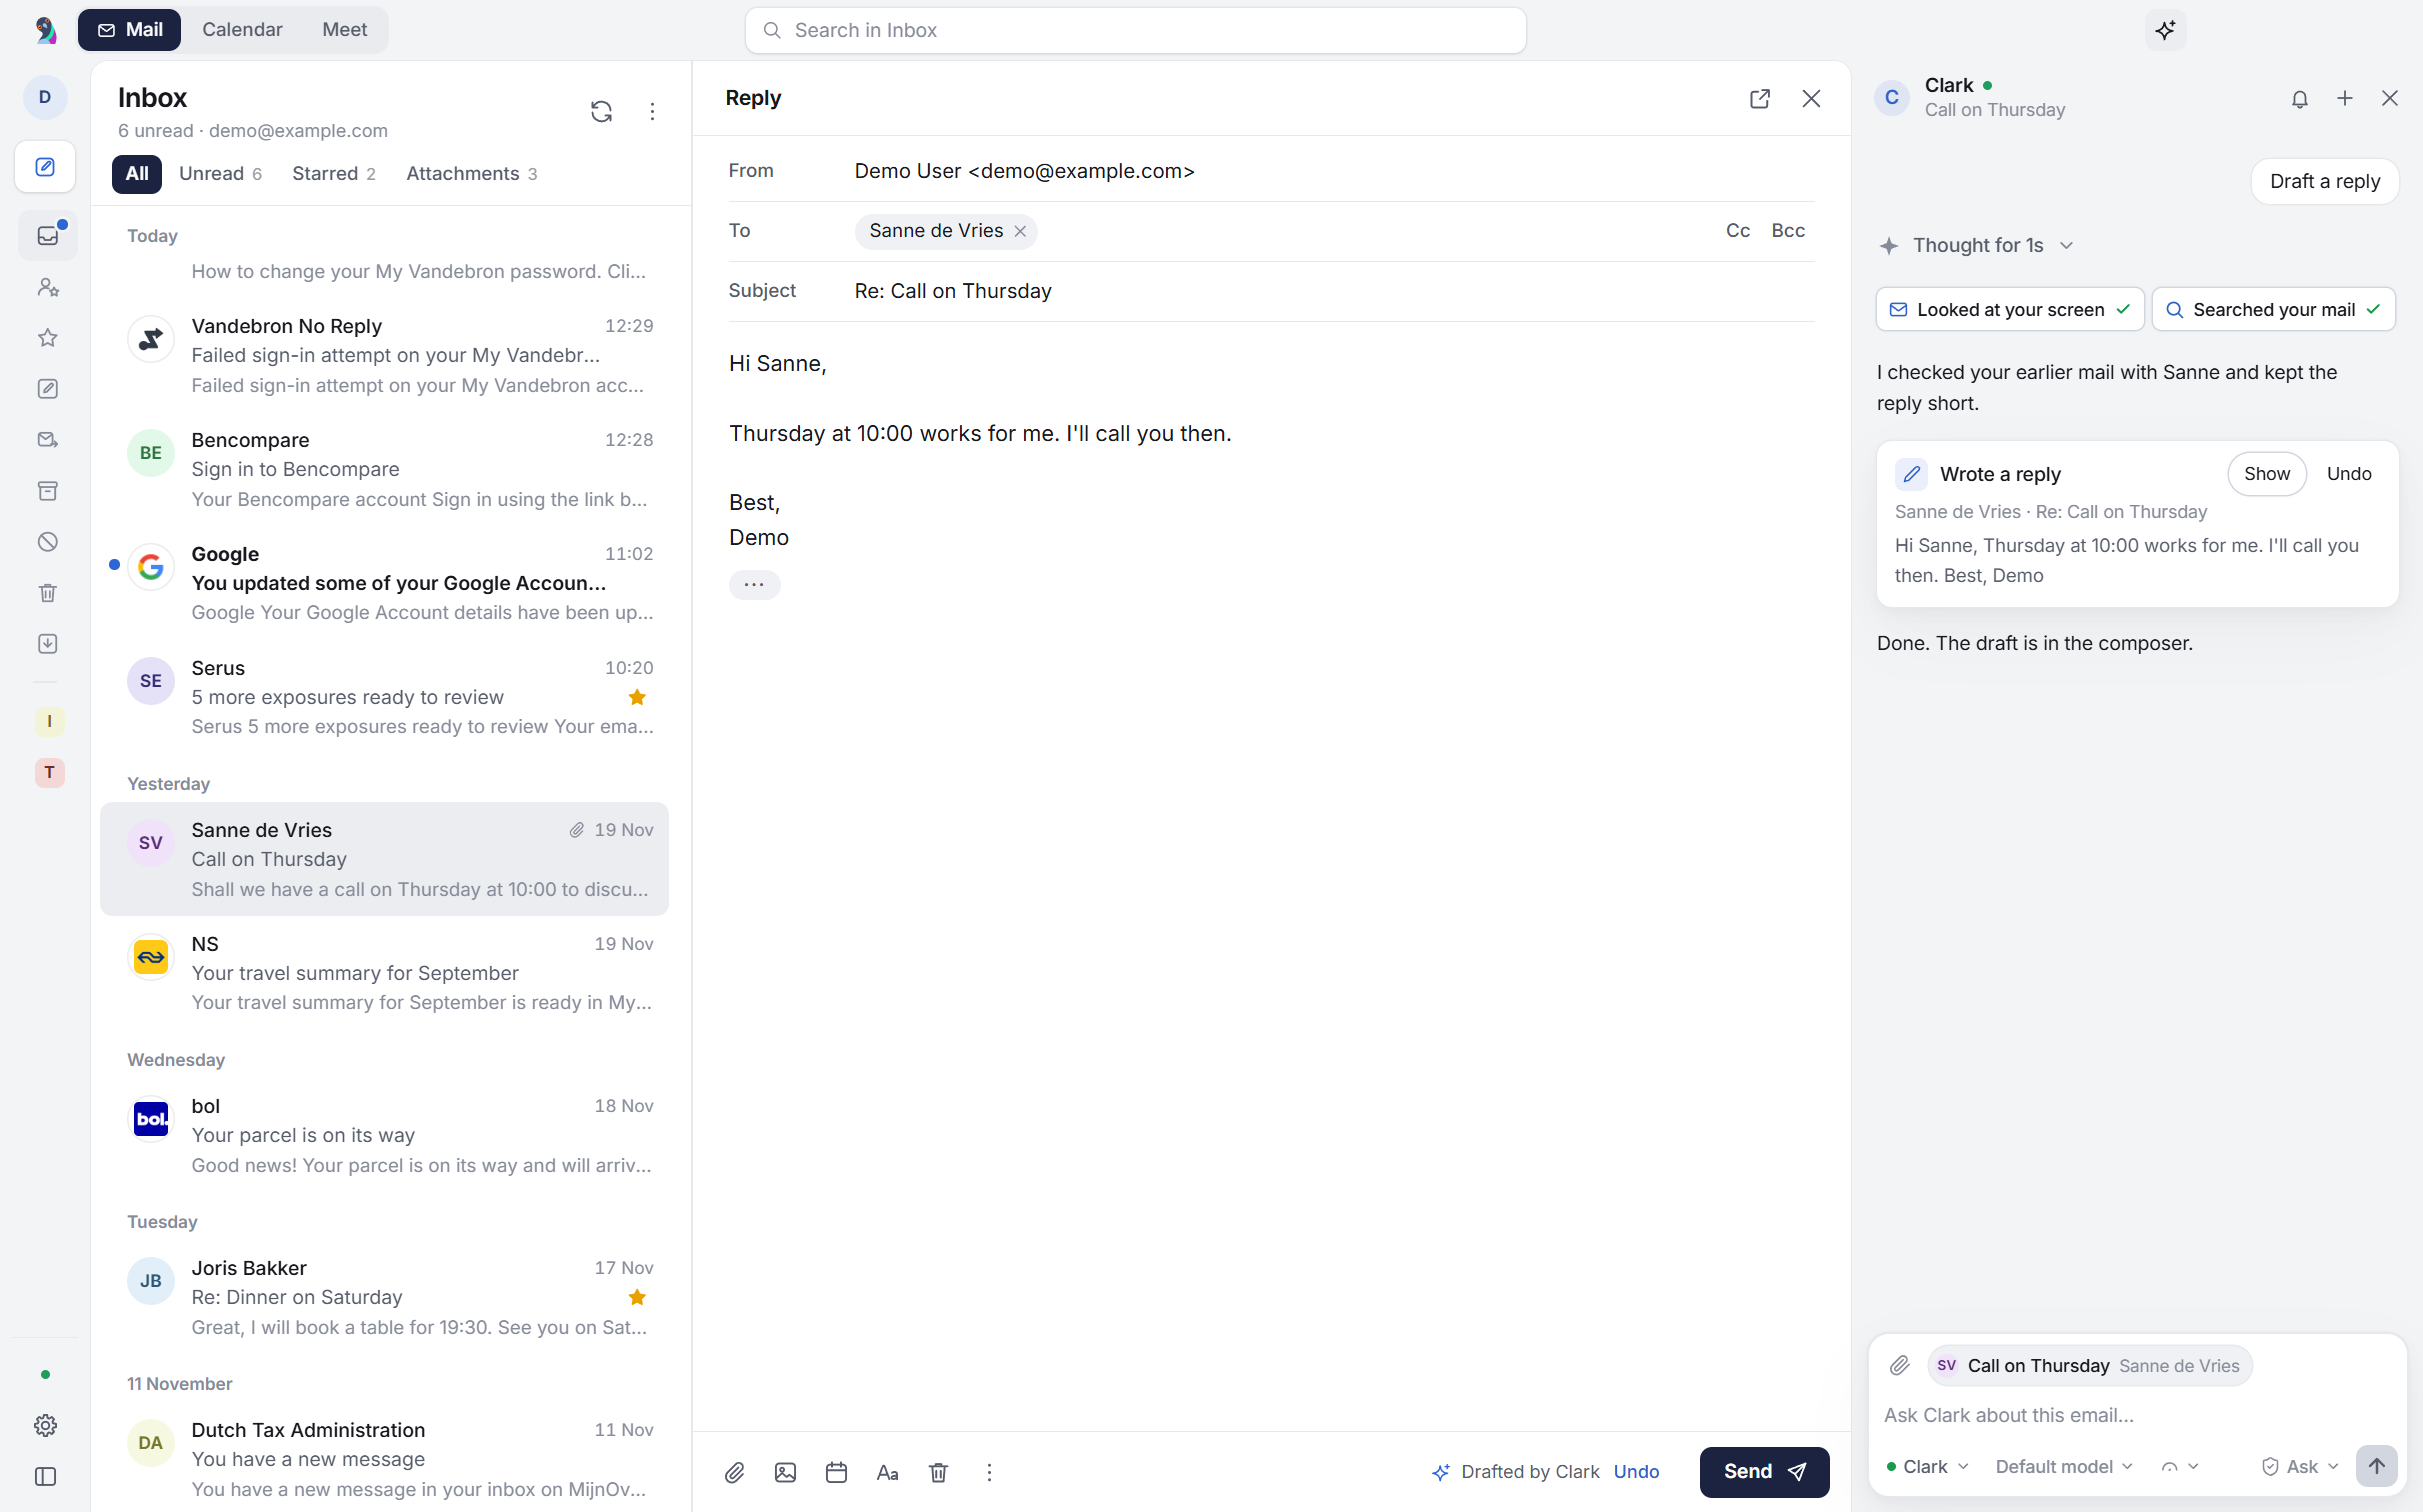 Mail
Calendar
Meet
Search in Inbox
D
Inbox
6 unread · demo@example.com
All
Unread 6
Starred 2
Attachments 3
Today
How to change your My Vandebron password. Cli...
Vandebron No Reply 12:29
Failed sign-in attempt on your My Vandebr...
Failed sign-in attempt on your My Vandebron acc...
BE
Bencompare 12:28
Sign in to Bencompare
Your Bencompare account Sign in using the link b...
Google 11:02
You updated some of your Google Accoun...
Google Your Google Account details have been up...
SE
Serus 10:20
5 more exposures ready to review
Serus 5 more exposures ready to review Your ema...
I
T
Yesterday
SV
Sanne de Vries 19 Nov
Call on Thursday
Shall we have a call on Thursday at 10:00 to discu...
NS 19 Nov
Your travel summary for September
Your travel summary for September is ready in My...
Wednesday
bol.
bol 18 Nov
Your parcel is on its way
Good news! Your parcel is on its way and will arriv...
Tuesday
JB
Joris Bakker 17 Nov
Re: Dinner on Saturday
Great, I will book a table for 19:30. See you on Sat...
11 November
DA
Dutch Tax Administration 11 Nov
You have a new message
You have a new message in your inbox on MijnOv...
Reply
From Demo User <demo@example.com>
To Sanne de Vries Cc Bcc
Subject Re: Call on Thursday
Hi Sanne,
Thursday at 10:00 works for me. I'll call you then.
Best,
Demo
Aa
Drafted by Clark Undo
Send
C
Clark
Call on Thursday
Draft a reply
Thought for 1s
Looked at your screen
Searched your mail
I checked your earlier mail with Sanne and kept the
reply short.
Wrote a reply Show Undo
Sanne de Vries · Re: Call on Thursday
Hi Sanne, Thursday at 10:00 works for me. I'll call you
then. Best, Demo
Done. The draft is in the composer.
SV Call on Thursday Sanne de Vries
Ask Clark about this email...
Clark Default model Ask